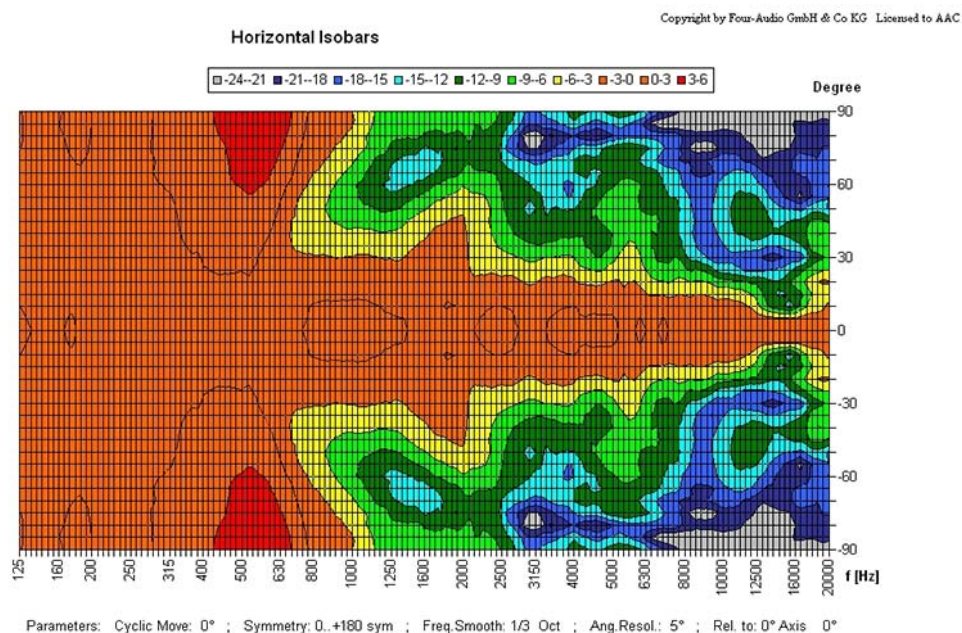 Copyright by Four-Audio GmbH & Co KG Licensed to AAC
Horizontal Isobars
-24--21 -21--18 -18--15 -15--12 -12--9 -9--6 -6--3 -3-0 0-3 3-6
Degree
90
60
30
0
-30
-60
-90
125 160 200 250 315 400 500 630 800 1000 1250 1600 2000 2500 3150 4000 5000 6300 8000 10000 12500 16000 20000 f [Hz]
Parameters: Cyclic Move: 0° ; Symmetry: 0..+180 sym ; Freq.Smooth: 1/3 Oct ; Ang.Resol.: 5° ; Rel. to: 0° Axis 0°